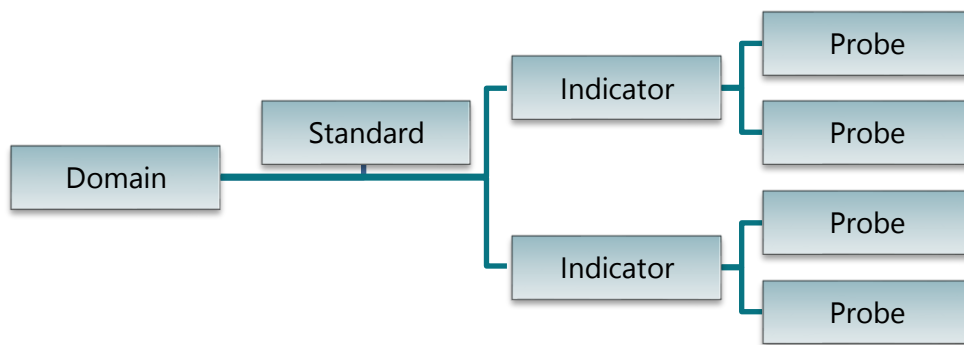 Domain
Standard
Indicator
Probe
Probe
Indicator
Probe
Probe